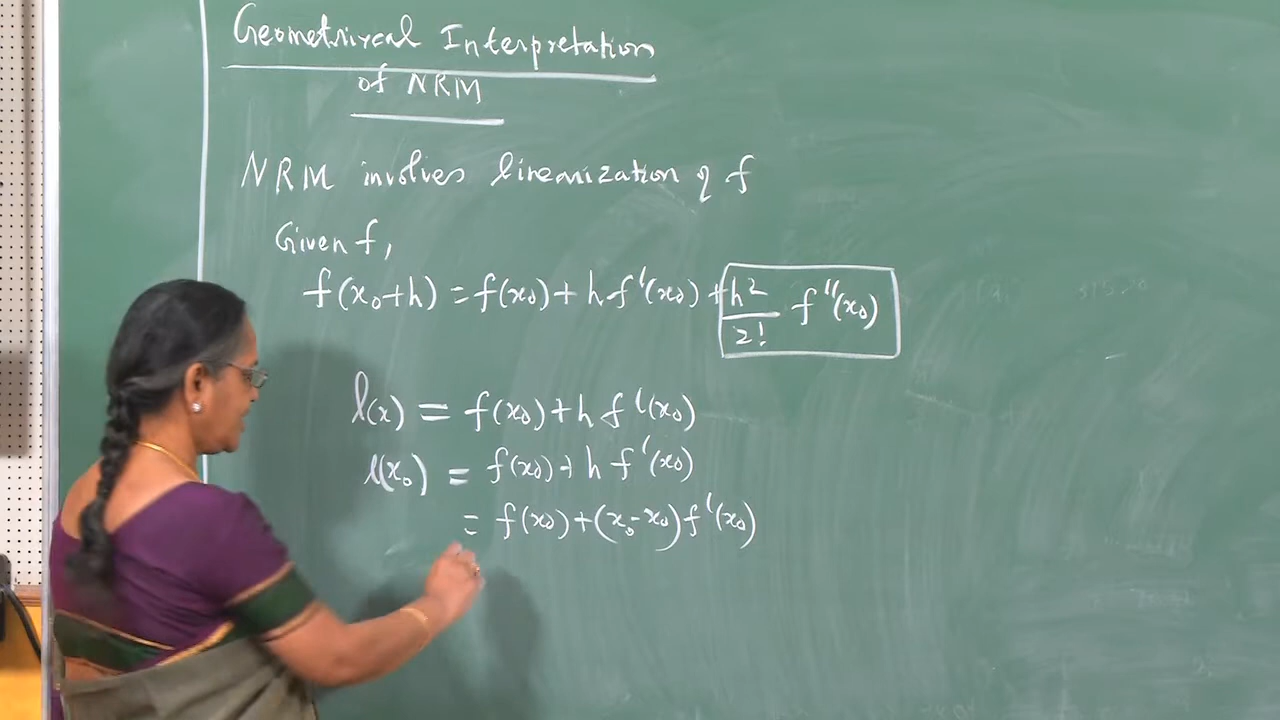 Geometriycal Interpretation
of NRM
NRM involves linearization of f
Given f,
f(x₀+h) = f(x₀) + h f'(x₀) + h²/2! f''(x₀)
l(x) = f(x₀) + h f'(x₀)
l(x₀) = f(x₀) + h f'(x₀)
= f(x₀) + (x₀-x₀) f'(x₀)